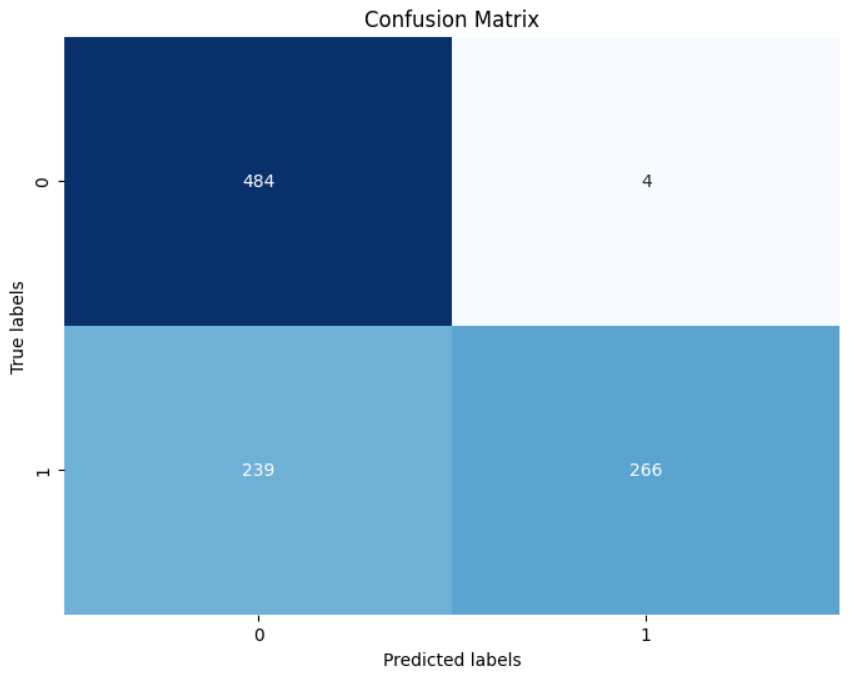 Confusion Matrix
True labels
0
484
4
1
239
266
0
1
Predicted labels